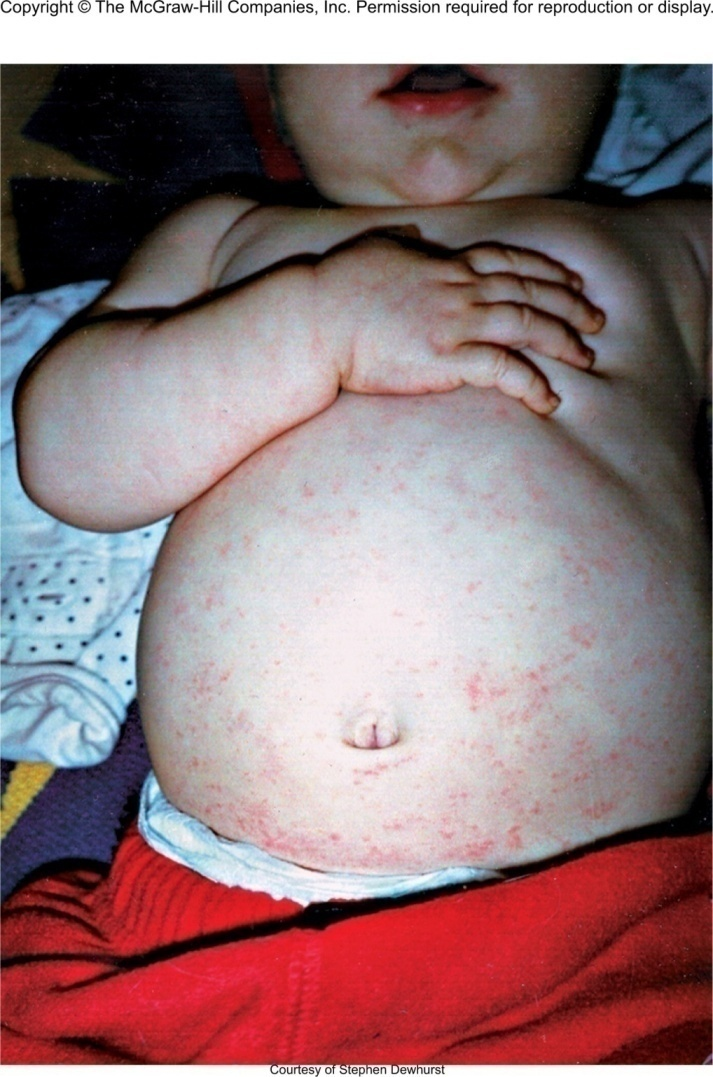 Copyright © The McGraw-Hill Companies, Inc. Permission required for reproduction or display.
Courtesy of Stephen Dewhurst